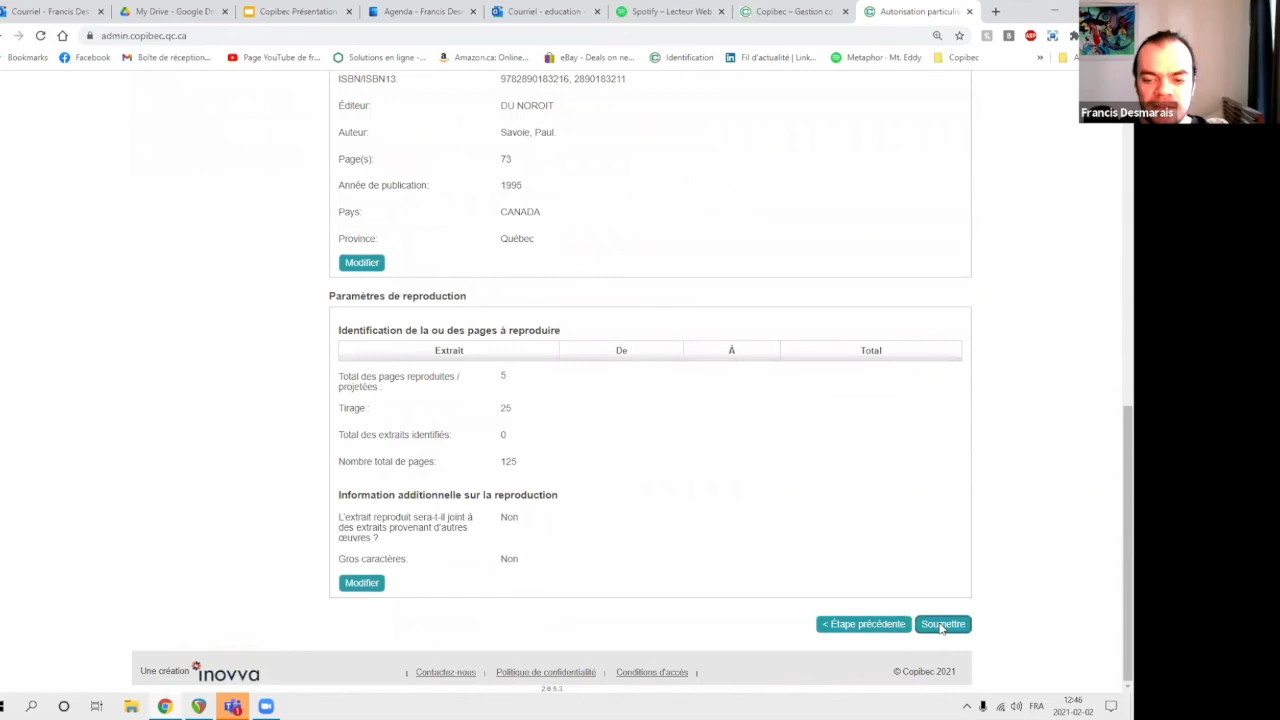 Courriel - Francis Des
My Drive - Google D
Copibec Présentation
Agenda - Francis Des
Courriel - education -
Spotify – Lecteur Web
Copibec – Gestion co
Autorisation particuli
admin.copibec.qc.ca
Bookmarks
Facebook
Boîte de réception...
Page YouTube de fr...
Solutions en ligne -...
Amazon.ca: Online...
eBay - Deals on ne...
Identification
Fil d'actualité | Link...
Metaphor - Mt. Eddy
Copibec
»
Francis Desmarais
ISBN/ISBN13: 9782890183216, 2890183211
Éditeur: DU NOROIT
Auteur: Savoie, Paul.
Page(s): 73
Année de publication: 1995
Pays: CANADA
Province: Québec
Modifier
Paramètres de reproduction
Identification de la ou des pages à reproduire
Extrait De À Total
Total des pages reproduites /
projetées : 5
Tirage : 25
Total des extraits identifiés: 0
Nombre total de pages: 125
Information additionnelle sur la reproduction
L'extrait reproduit sera-t-il joint à
des extraits provenant d'autres
œuvres ? Non
Gros caractères: Non
Modifier
< Étape précédente Soumettre
Une création inovva
Contactez-nous
Politique de confidentialité
Conditions d'accès
© Copibec 2021
2.6.5.3
FRA
12:46
2021-02-02